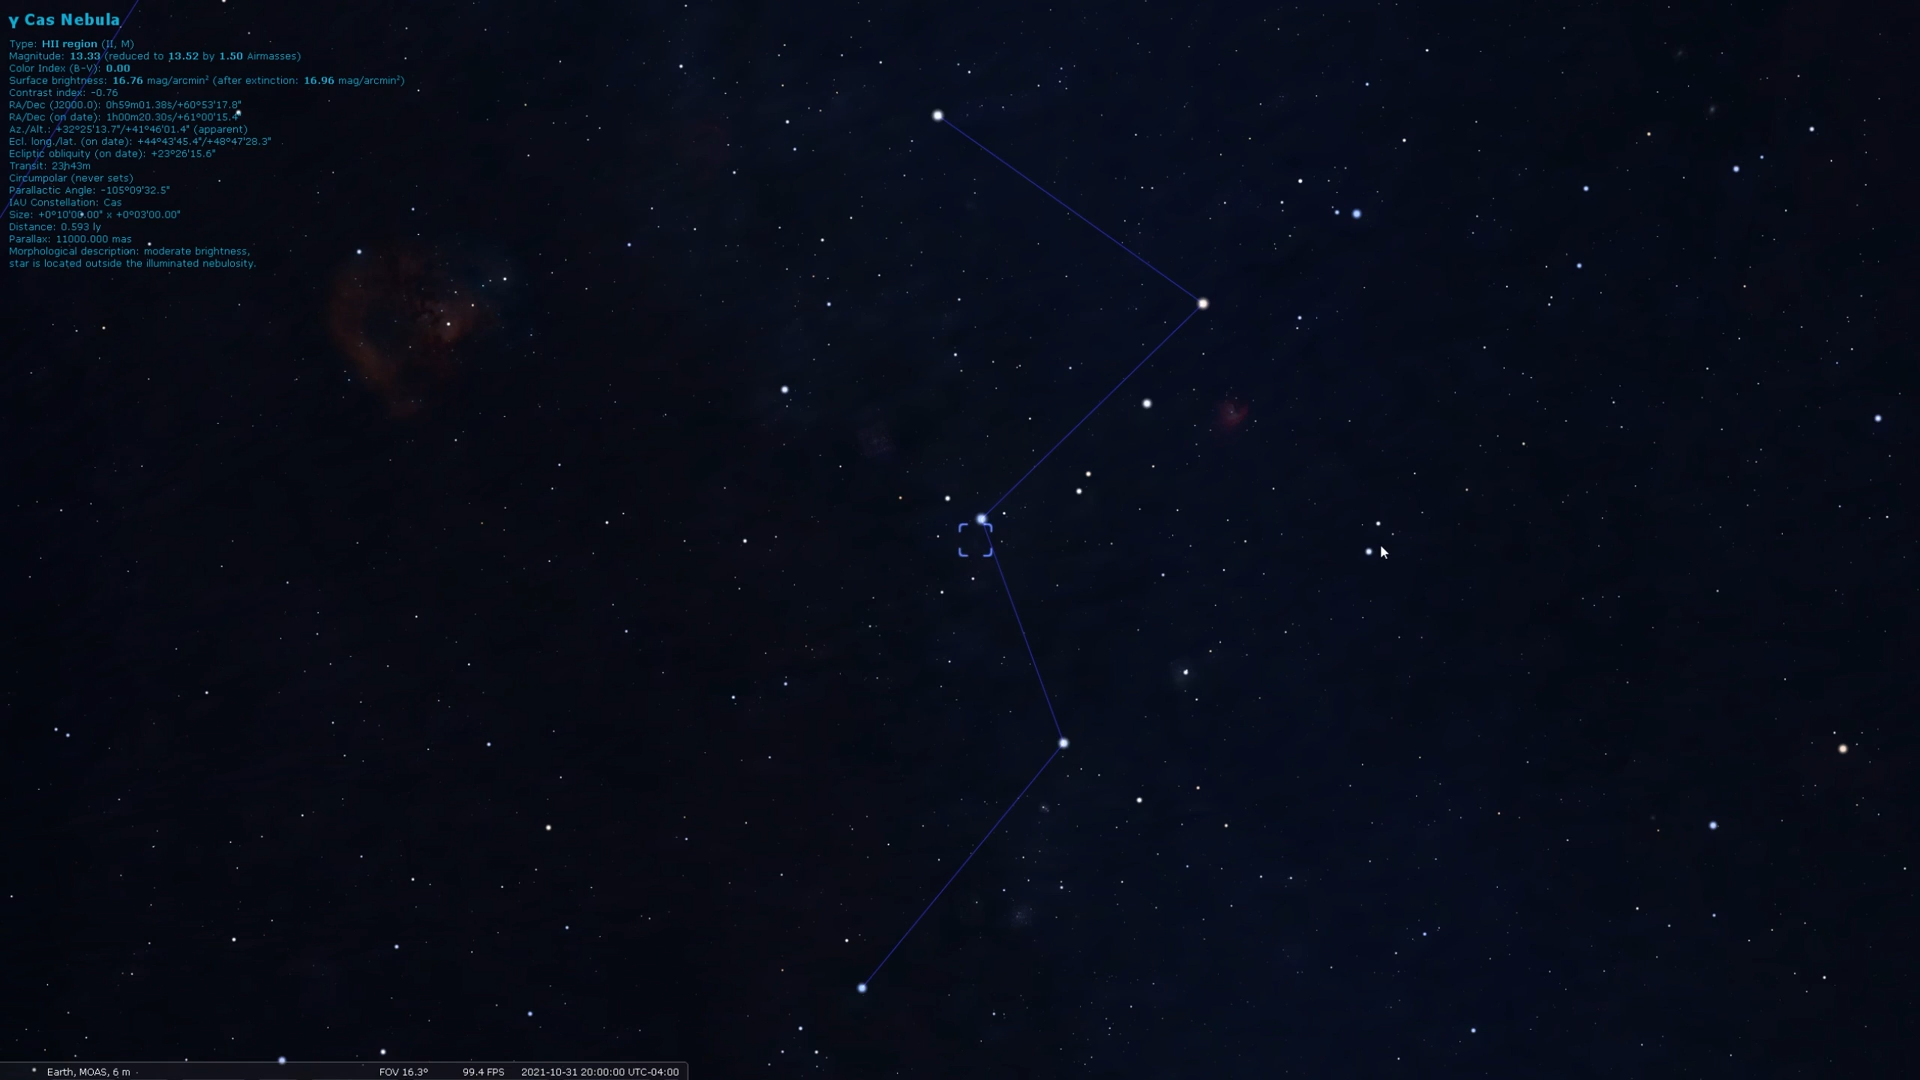 γ Cas Nebula
Type: HII region (II, M)
Magnitude: 13.33 (reduced to 13.52 by 1.50 Airmasses)
Color Index (B-V): 0.00
Surface brightness: 16.76 mag/arcmin² (after extinction: 16.96 mag/arcmin²)
Contrast index: -0.76
RA/Dec (J2000.0): 0h59m01.38s/+60°53'17.8"
RA/Dec (on date): 1h00m20.30s/+61°00'15.4"
Az./Alt.: +32°25'13.7"/+41°46'01.4" (apparent)
Ecl. long./lat. (on date): +44°43'45.4"/+48°47'28.3"
Ecliptic obliquity (on date): +23°26'15.6"
Transit: 23h43m
Circumpolar (never sets)
Parallactic Angle: -105°09'32.5"
IAU Constellation: Cas
Size: +0°10'00.00" x +0°03'00.00"
Distance: 0.593 ly
Parallax: 11000.000 mas
Morphological description: moderate brightness,
star is located outside the illuminated nebulosity.
Earth, MOAS, 6 m FOV 16.3° 99.4 FPS 2021-10-31 20:00:00 UTC-04:00